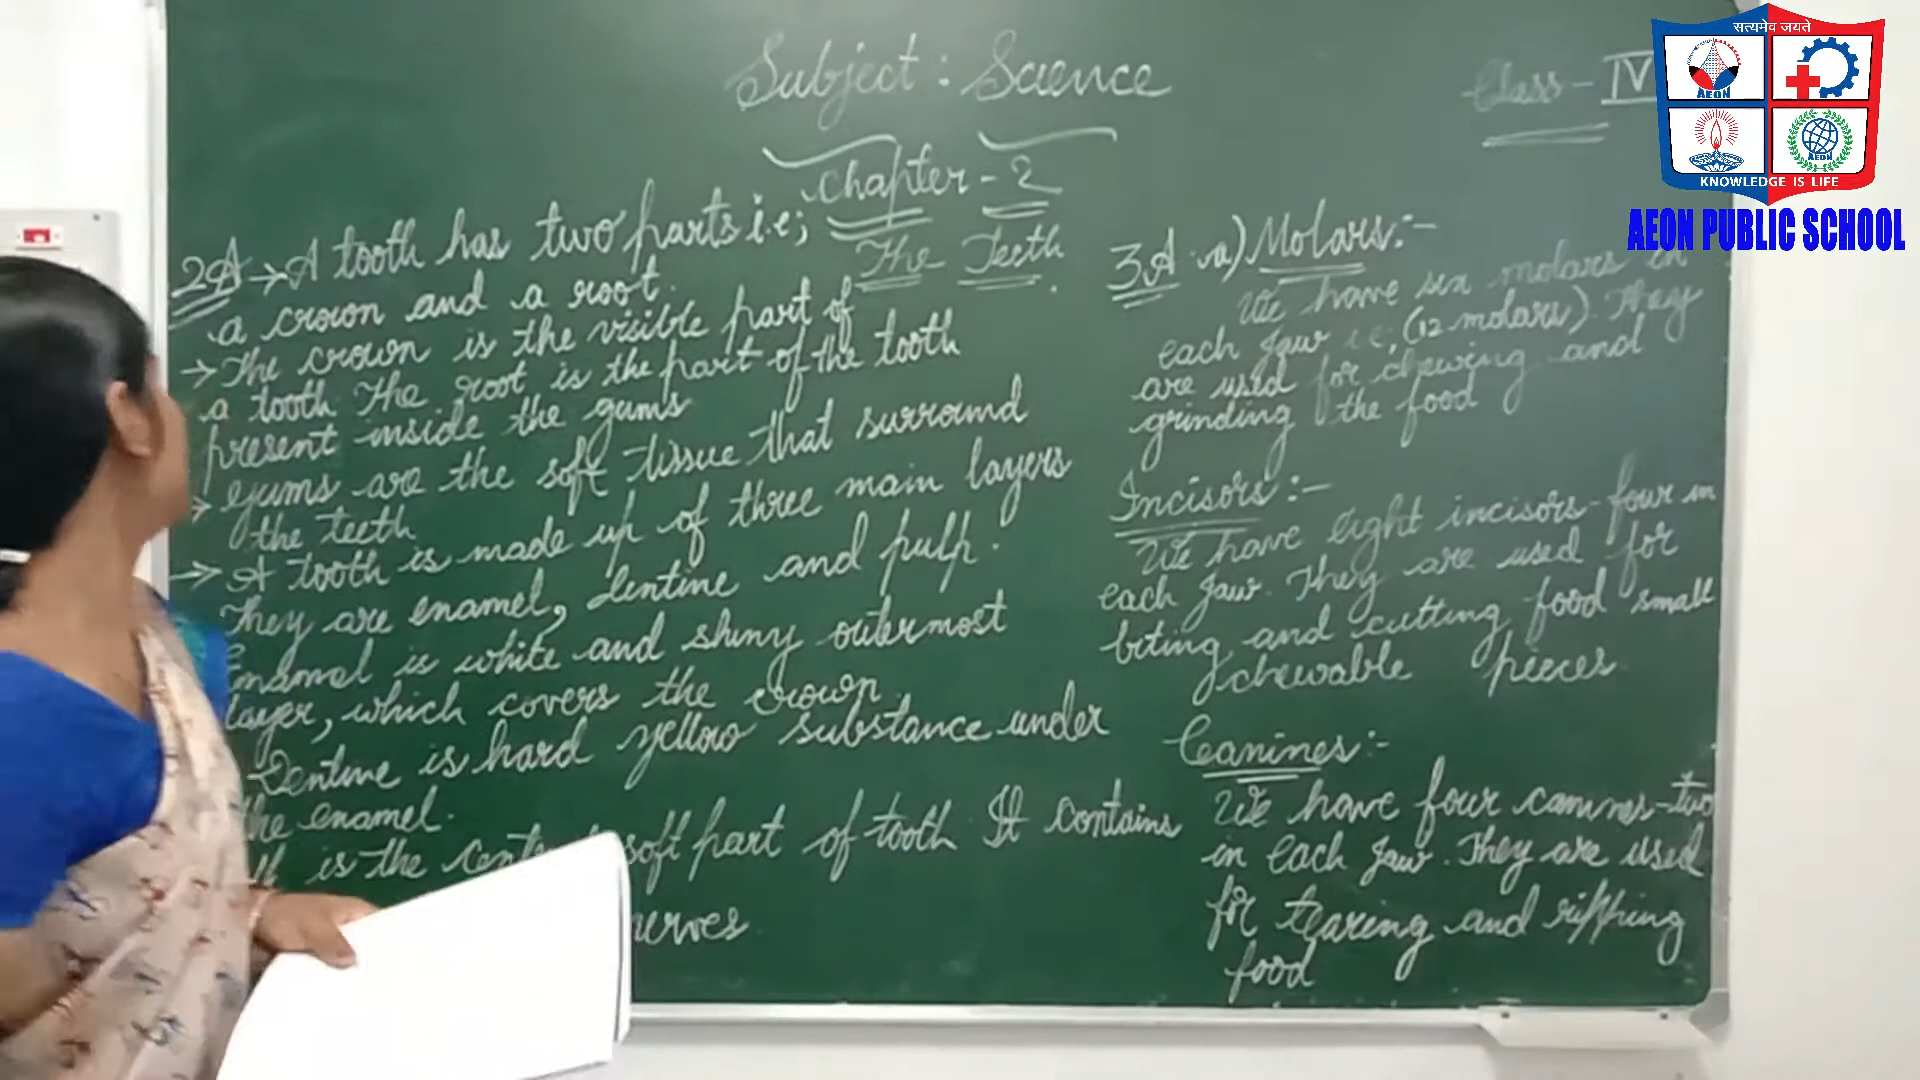 Subject : Science
Class - IV
Chapter - 2
The Teeth.
2A → A tooth has two parts i.e;
a crown and a root.
→ The crown is the visible part of
a tooth. The root is the part of the tooth
present inside the gums
→ gums are the soft tissue that surround
the teeth
→ A tooth is made up of three main layers
They are enamel, dentine and pulp.
Enamal is white and shiny outermost
layer, which covers the crown.
Dentine is hard yellow substance under
the enamel.
is the soft part of tooth It contains
nerves
3A a) Molars:-
We have six molars in
each Jaw i e; (12 molars). They
are used for chewing and
grinding the food
Incisors:-
We have eight incisors - four in
each Jaw. They are used for
biting and cutting food small
chewable pieces
Canines:-
We have four canines - two
in each Jaw. They are used
for tearing and ripping
food
सत्यमेव जयते
AEON
AEON
KNOWLEDGE IS LIFE
AEON PUBLIC SCHOOL